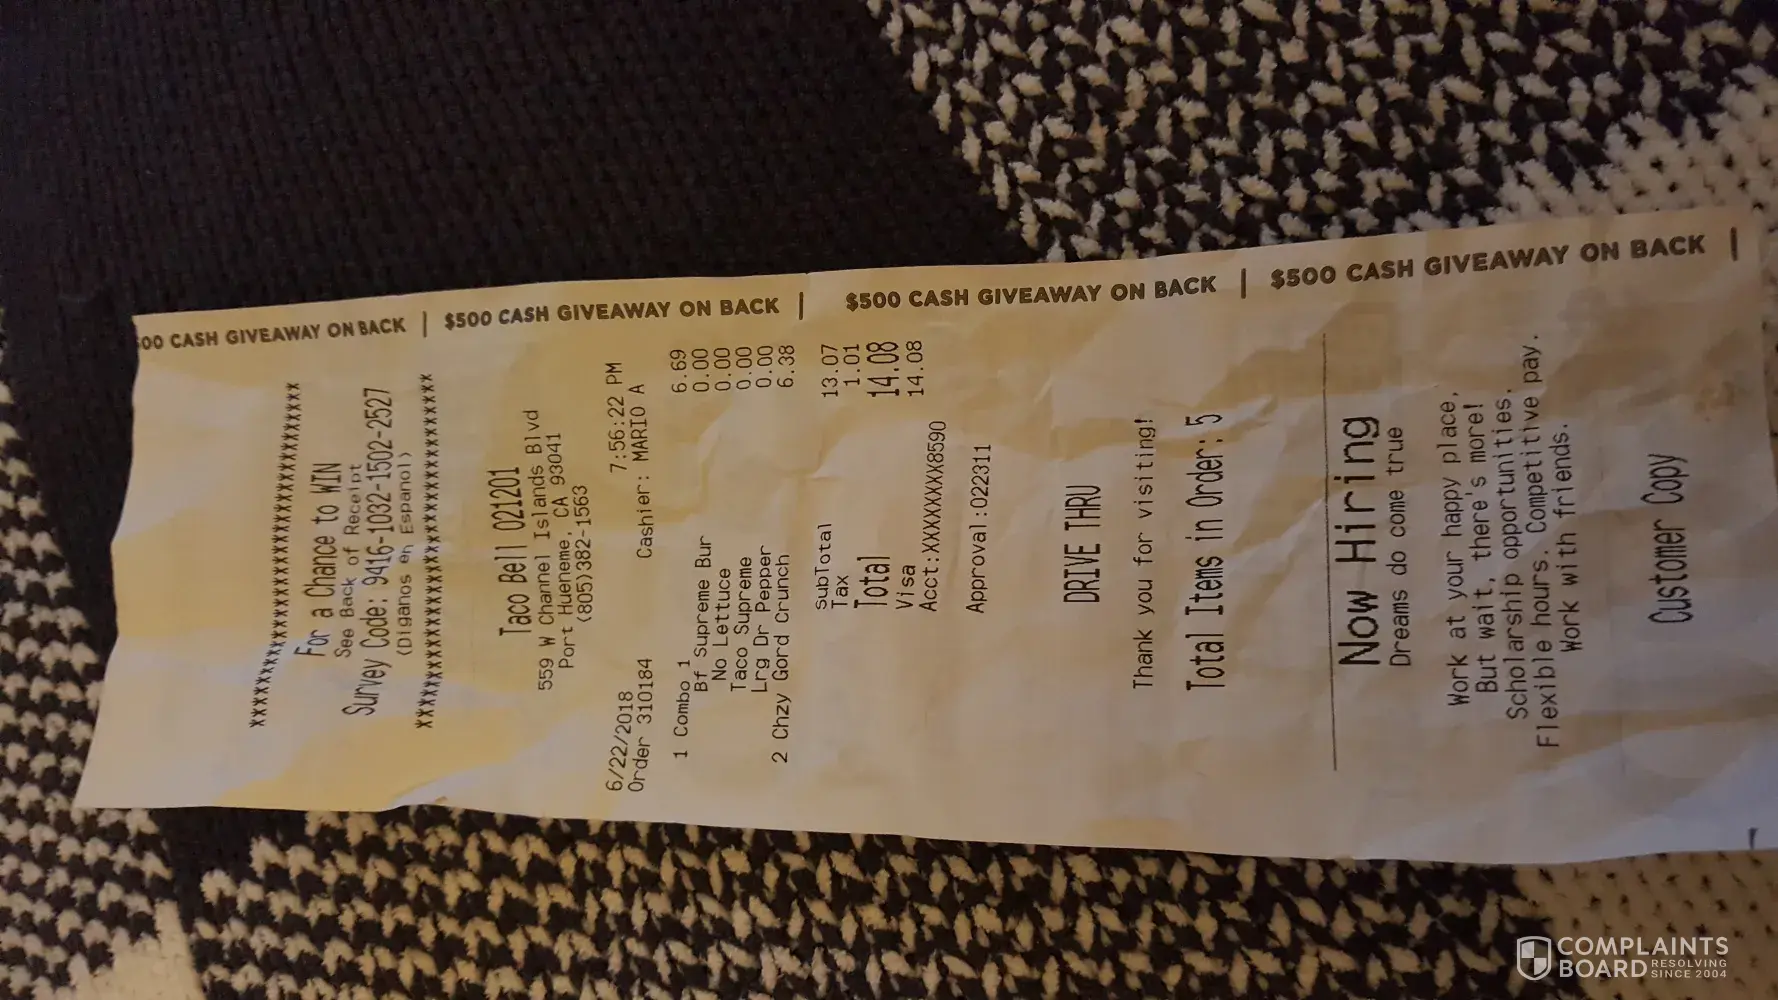 00 CASH GIVEAWAY ON BACK | $500 CASH GIVEAWAY ON BACK | $500 CASH GIVEAWAY ON BACK | $500 CASH GIVEAWAY ON BACK |
For a Chance to WIN
See Back of Receipt
Survey Code: 9416-1032-1502-2527
(Díganos en Espanol)
Taco Bell 021201
559 W Channel Islands Blvd
Port Hueneme, CA 93041
(805)382-1563
6/22/2018 7:56:22 PM
Order 310184 Cashier: MARIO A
1 Combo 1 6.69
Bf Supreme Bur 0.00
No Lettuce 0.00
Taco Supreme 0.00
Lrg Dr Pepper 0.00
2 Chzy Gord Crunch 6.38
subTotal 13.07
Tax 1.01
Total 14.08
Visa 14.08
Acct:XXXXXXXX8590
Approval:022311
DRIVE THRU
Thank you for visiting!
Total Items in Order: 5
Now Hiring
Dreams do come true
Work at your happy place,
But wait, there's more!
Scholarship opportunities.
Flexible hours. Competitive pay.
Work with friends.
Customer Copy
COMPLAINTS
BOARD RESOLVING
SINCE 2004